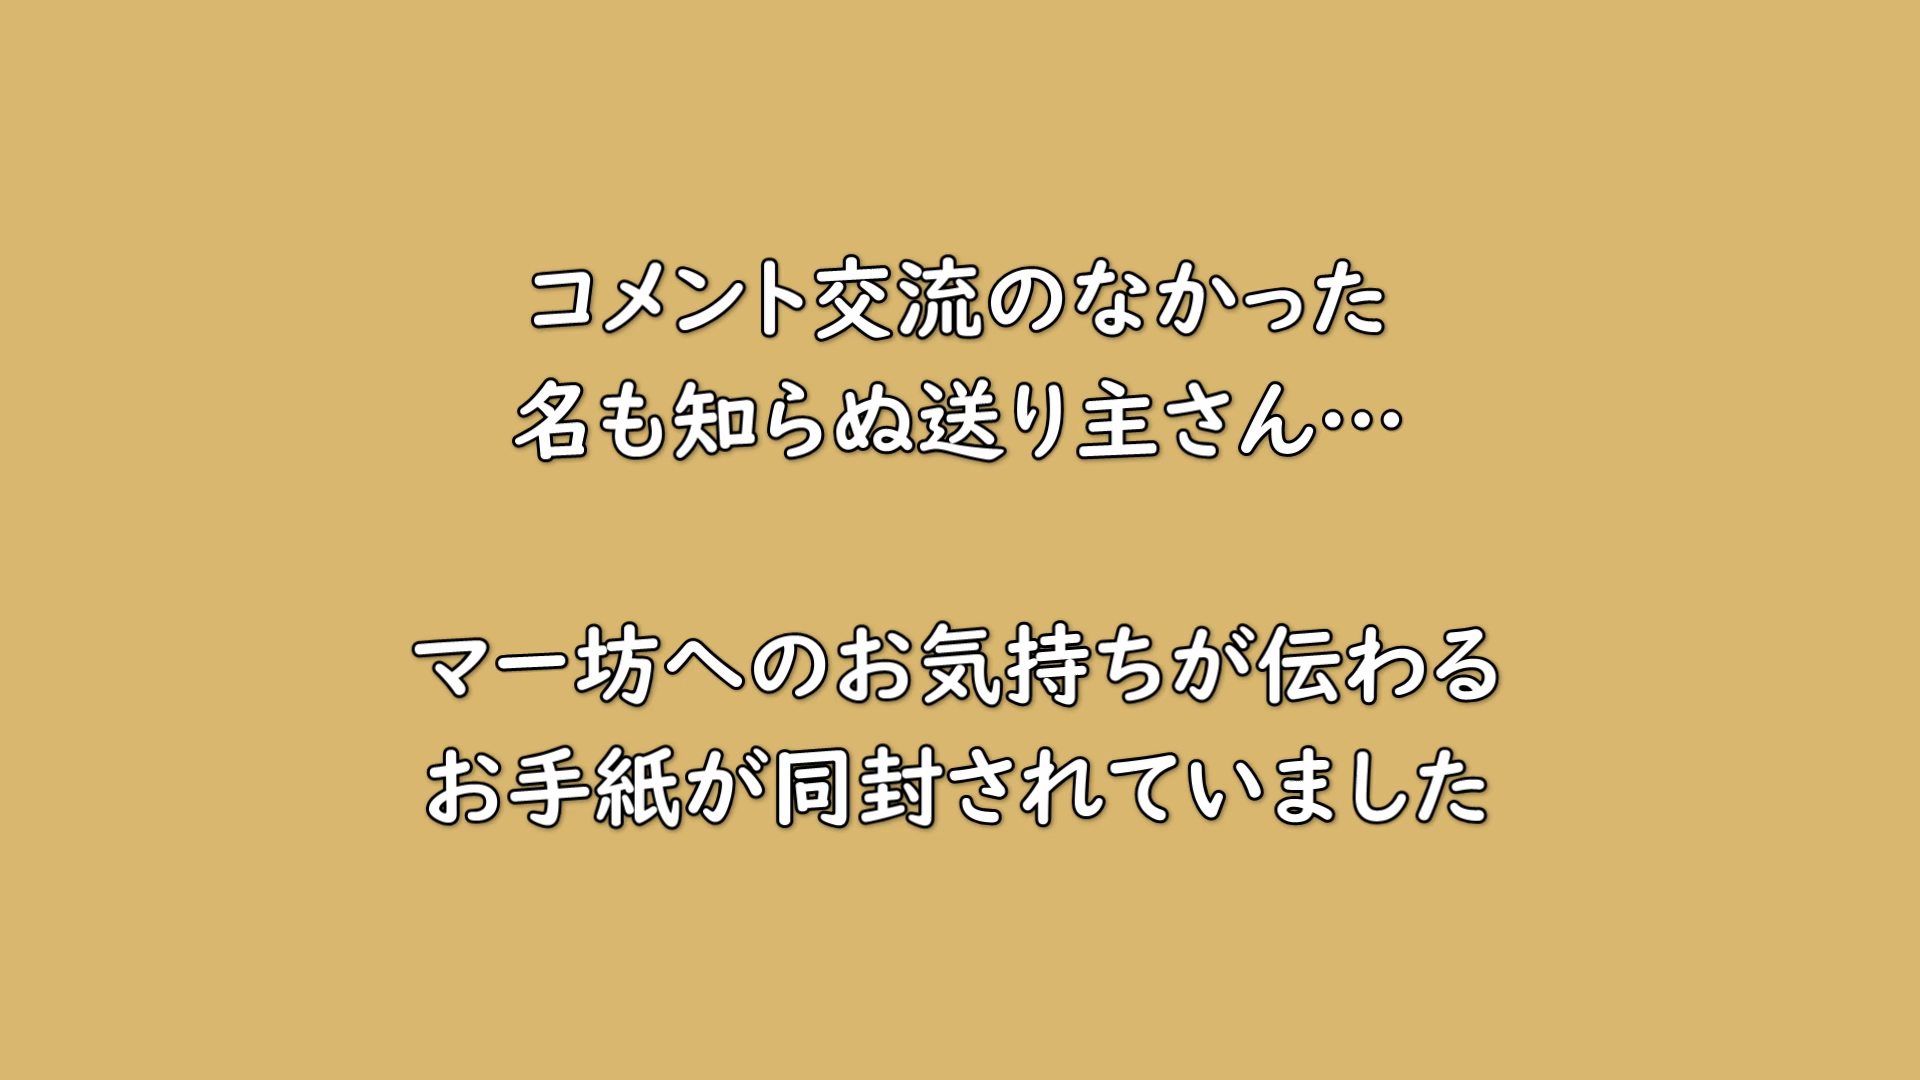 コメント交流のなかった
名も知らぬ送り主さん…
マー坊へのお気持ちが伝わる
お手紙が同封されていました